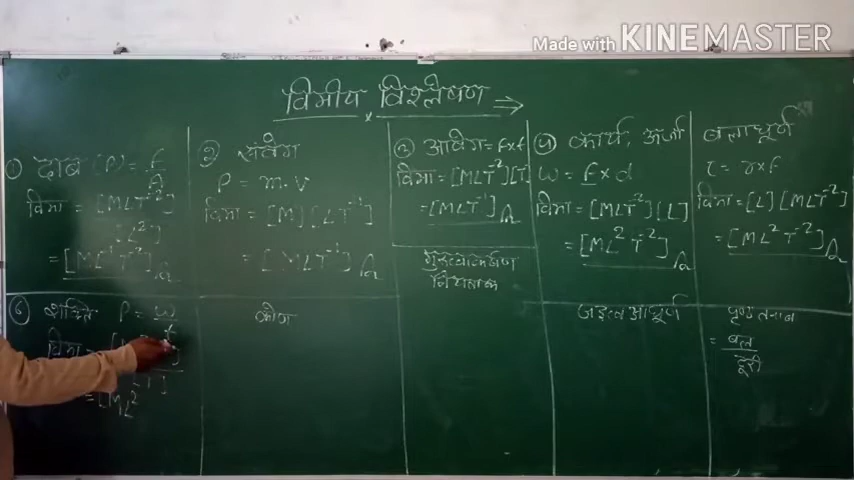 Made with KINEMASTER
विमीय विश्लेषण ⇒
① दाब (P) = F/A
विमा = [MLT⁻²]
[L²]
= [ML⁻¹T⁻²]
② संवेग
P = m.v
विमा = [M] [LT⁻¹]
= [MLT⁻¹]
③ आवेग = F×t
विमा = [MLT⁻²][T]
= [MLT⁻¹]
गुरुत्वाकर्षण
नियतांक
④ कार्य, ऊर्जा
W = F×d
विमा = [MLT⁻²] [L]
= [ML²T⁻²]
बलाघूर्ण
τ = r×F
विमा = [L] [MLT⁻²]
= [ML²T⁻²]
⑥ शक्ति P = W/t
विमा =
= [ML²
कोण
जड़त्व आघूर्ण
पृष्ठ तनाव
= बल
दूरी